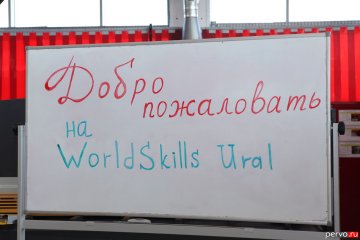 Добро
пожаловать
на
WorldSkills Ural
pervo.ru